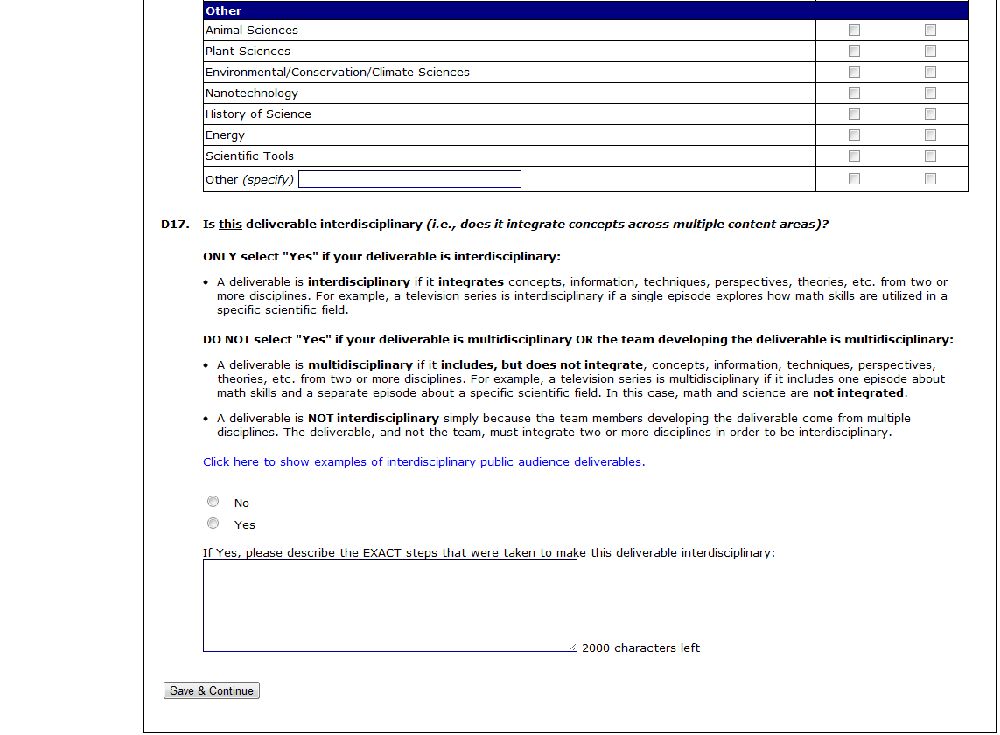 Other
Animal Sciences
Plant Sciences
Environmental/Conservation/Climate Sciences
Nanotechnology
History of Science
Energy
Scientific Tools
Other (specify)
D17. Is this deliverable interdisciplinary (i.e., does it integrate concepts across multiple content areas)?
ONLY select "Yes" if your deliverable is interdisciplinary:
• A deliverable is interdisciplinary if it integrates concepts, information, techniques, perspectives, theories, etc. from two or
more disciplines. For example, a television series is interdisciplinary if a single episode explores how math skills are utilized in a
specific scientific field.
DO NOT select "Yes" if your deliverable is multidisciplinary OR the team developing the deliverable is multidisciplinary:
• A deliverable is multidisciplinary if it includes, but does not integrate, concepts, information, techniques, perspectives,
theories, etc. from two or more disciplines. For example, a television series is multidisciplinary if it includes one episode about
math skills and a separate episode about a specific scientific field. In this case, math and science are not integrated.
• A deliverable is NOT interdisciplinary simply because the team members developing the deliverable come from multiple
disciplines. The deliverable, and not the team, must integrate two or more disciplines in order to be interdisciplinary.
Click here to show examples of interdisciplinary public audience deliverables.
No
Yes
If Yes, please describe the EXACT steps that were taken to make this deliverable interdisciplinary:
2000 characters left
Save & Continue